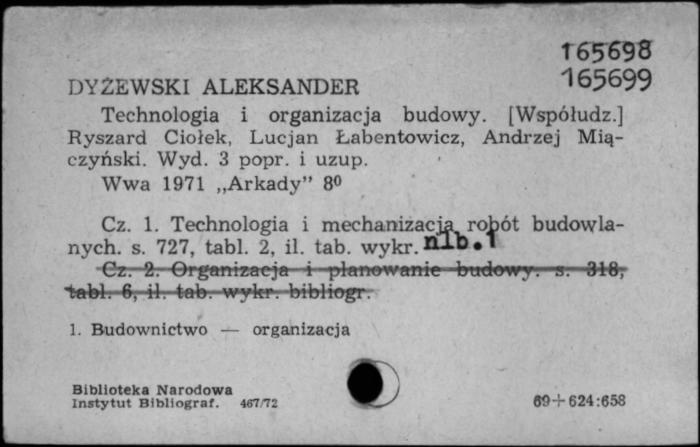 165698
165699
DYŻEWSKI ALEKSANDER
Technologia i organizacja budowy. [Współudz.]
Ryszard Ciołek, Lucjan Łabentowicz, Andrzej Mią-
czyński. Wyd. 3 popr. i uzup.
Wwa 1971 „Arkady” 8⁰
Cz. 1. Technologia i mechanizacja robót budowla-
nych. s. 727, tabl. 2, il. tab. wykr. nlb. 1
Cz. 2. Organizacja i planowanie budowy. s. 318,
tabl. 6, il. tab. wykr. bibliogr.
1. Budownictwo — organizacja
Biblioteka Narodowa
Instytut Bibliograf. 467/72
69+624:658